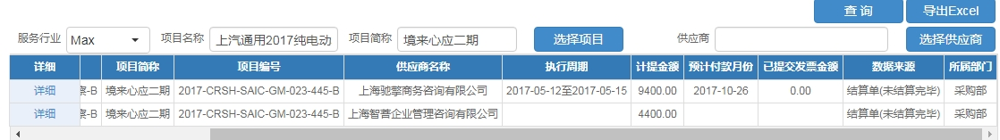 查 询 导出Excel
服务行业 Max 项目名称 上汽通用2017纯电动 项目简称 境来心应二期 选择项目 供应商 选择供应商
详细 项目简称 项目编号 供应商名称 执行周期 计提金额 预计付款月份 已提交发票金额 数据来源 所属部门
详细 -B 境来心应二期 2017-CRSH-SAIC-GM-023-445-B 上海驰擎商务咨询有限公司 2017-05-12至2017-05-15 9400.00 2017-10-26 0.00 结算单(未结算完毕) 采购部
详细 -B 境来心应二期 2017-CRSH-SAIC-GM-023-445-B 上海智菩企业管理咨询有限公司 4400.00 结算单(未结算完毕) 采购部